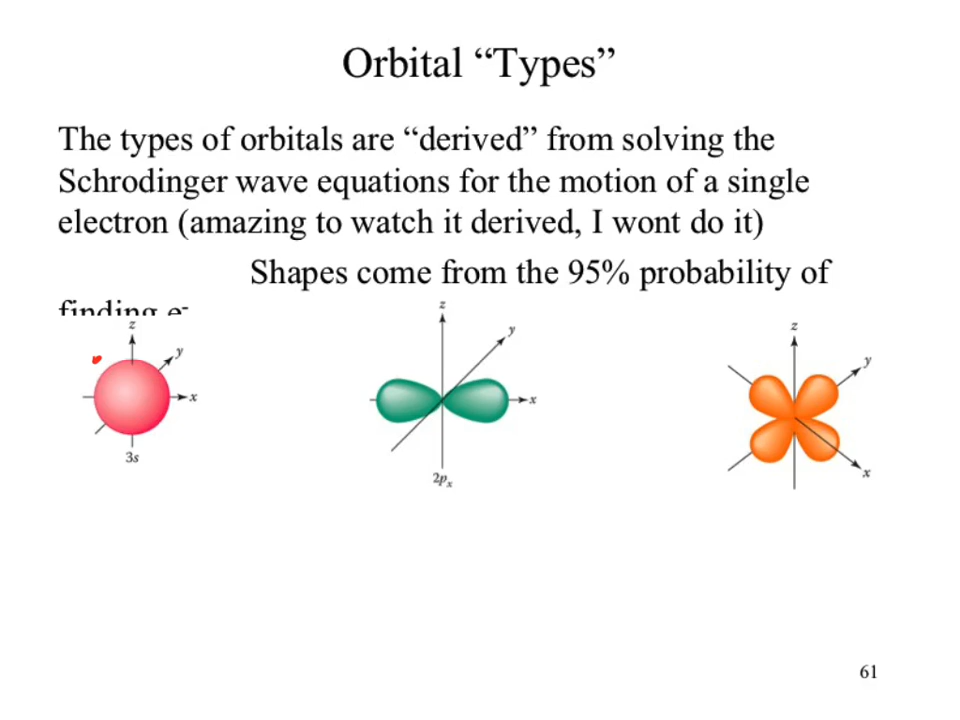 Orbital “Types”
The types of orbitals are “derived” from solving the
Schrodinger wave equations for the motion of a single
electron (amazing to watch it derived, I wont do it)
Shapes come from the 95% probability of
finding e-
z
y
x
3s
z
y
x
2px
z
y
x
61